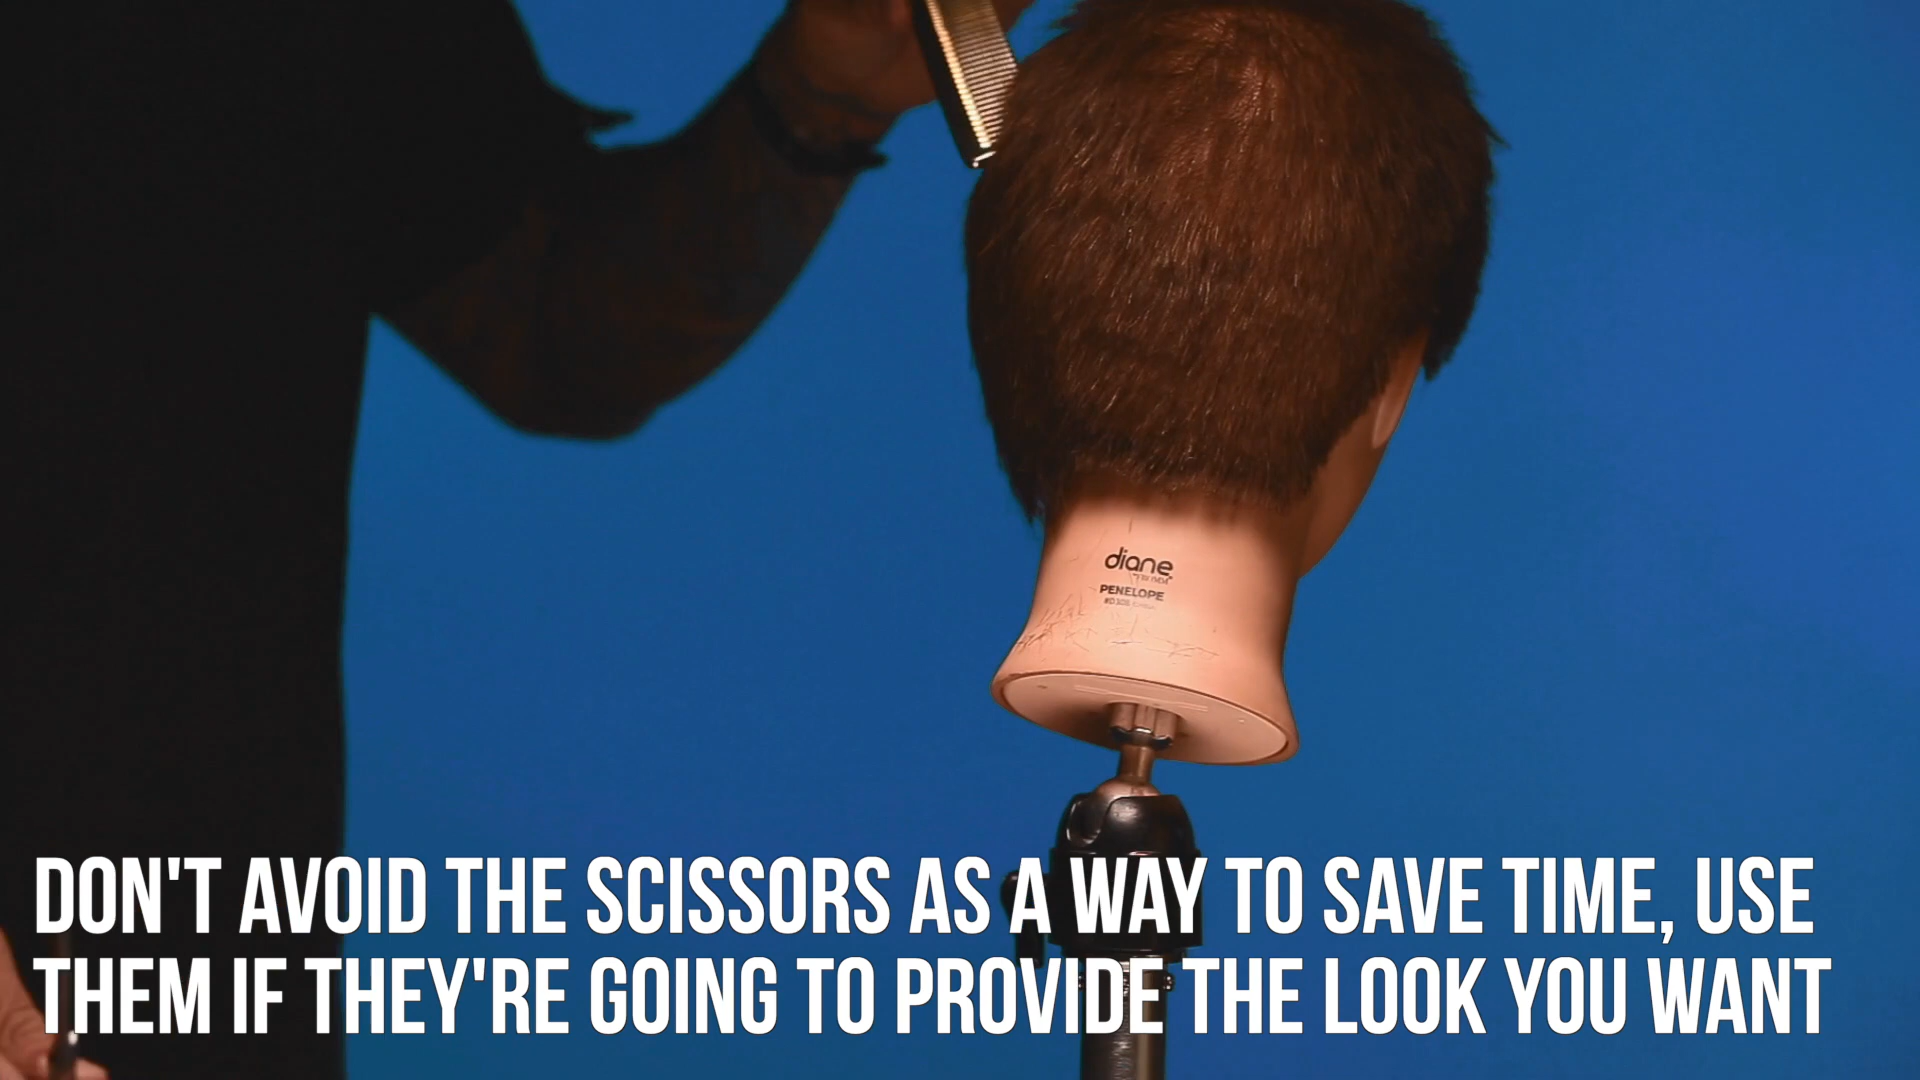 diane
PENELOPE
DON'T AVOID THE SCISSORS AS A WAY TO SAVE TIME, USE
THEM IF THEY'RE GOING TO PROVIDE THE LOOK YOU WANT